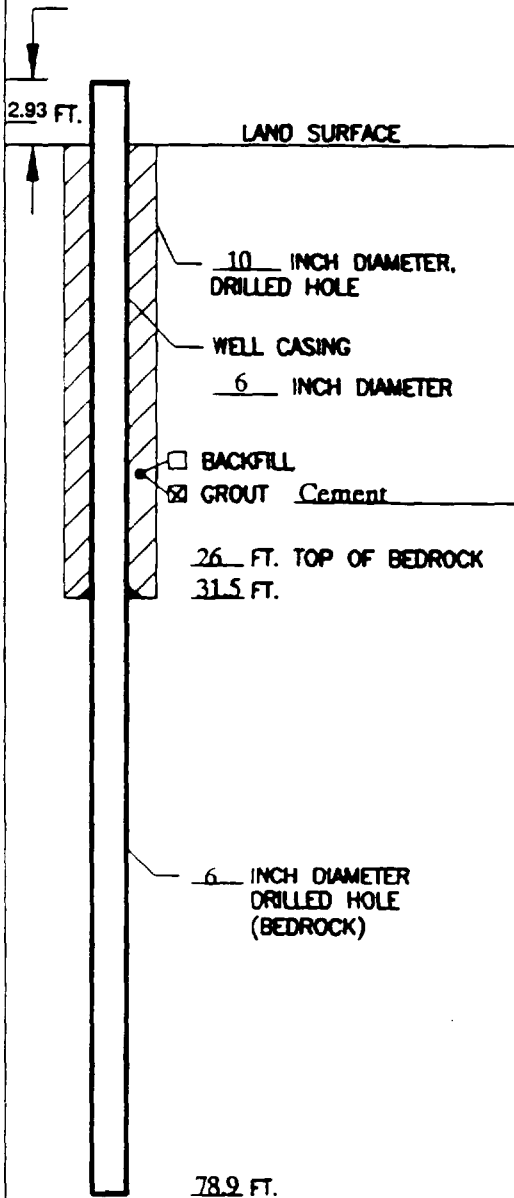 2.93 FT.
LAND SURFACE
10 INCH DIAMETER,
DRILLED HOLE
WELL CASING
6 INCH DIAMETER
BACKFILL
GROUT Cement
26 FT. TOP OF BEDROCK
31.5 FT.
6 INCH DIAMETER
DRILLED HOLE
(BEDROCK)
78.9 FT.